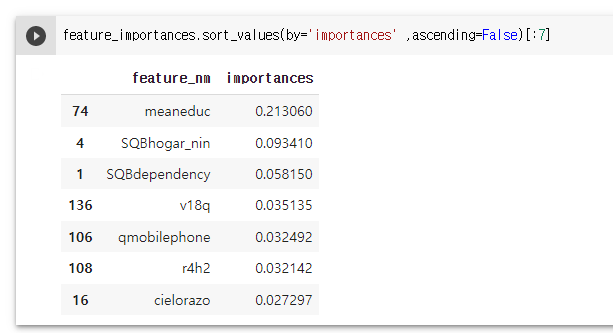 feature_importances.sort_values(by='importances' ,ascending=False)[:7]
feature_nm importances
74 meaneduc 0.213060
4 SQBhogar_nin 0.093410
1 SQBdependency 0.058150
136 v18q 0.035135
106 qmobilephone 0.032492
108 r4h2 0.032142
16 cielorazo 0.027297